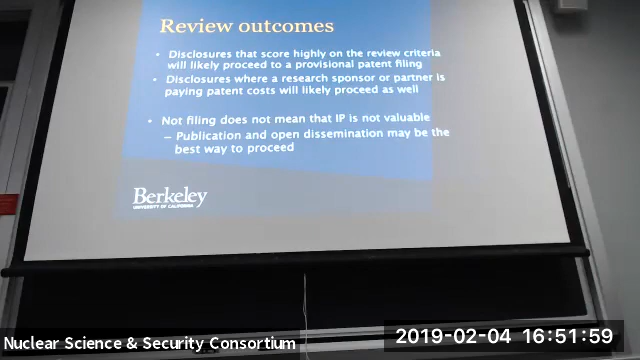 Review outcomes
• Disclosures that score highly on the review criteria
will likely proceed to a provisional patent filing
• Disclosures where a research sponsor or partner is
paying patent costs will likely proceed as well
• Not filing does not mean that IP is not valuable
– Publication and open dissemination may be the
best way to proceed
Berkeley
UNIVERSITY OF CALIFORNIA
Nuclear Science & Security Consortium
2019-02-04 16:51:59